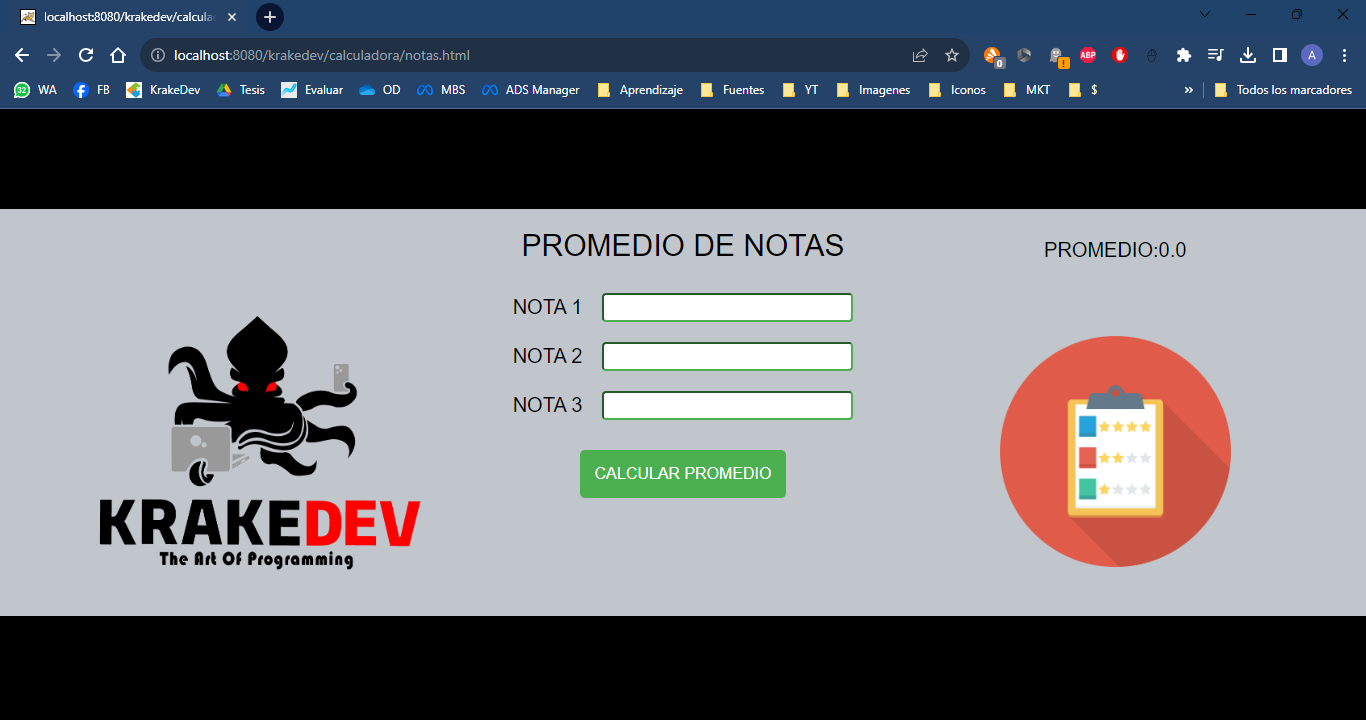 localhost:8080/krakedev/calcula
localhost:8080/krakedev/calculadora/notas.html
0
!
ABP
A
32 WA FB KrakeDev Tesis Evaluar OD MBS ADS Manager Aprendizaje Fuentes YT Imagenes Iconos MKT $ » Todos los marcadores
PROMEDIO DE NOTAS
PROMEDIO:0.0
NOTA 1
NOTA 2
NOTA 3
CALCULAR PROMEDIO
KRAKEDEV
The Art Of Programming